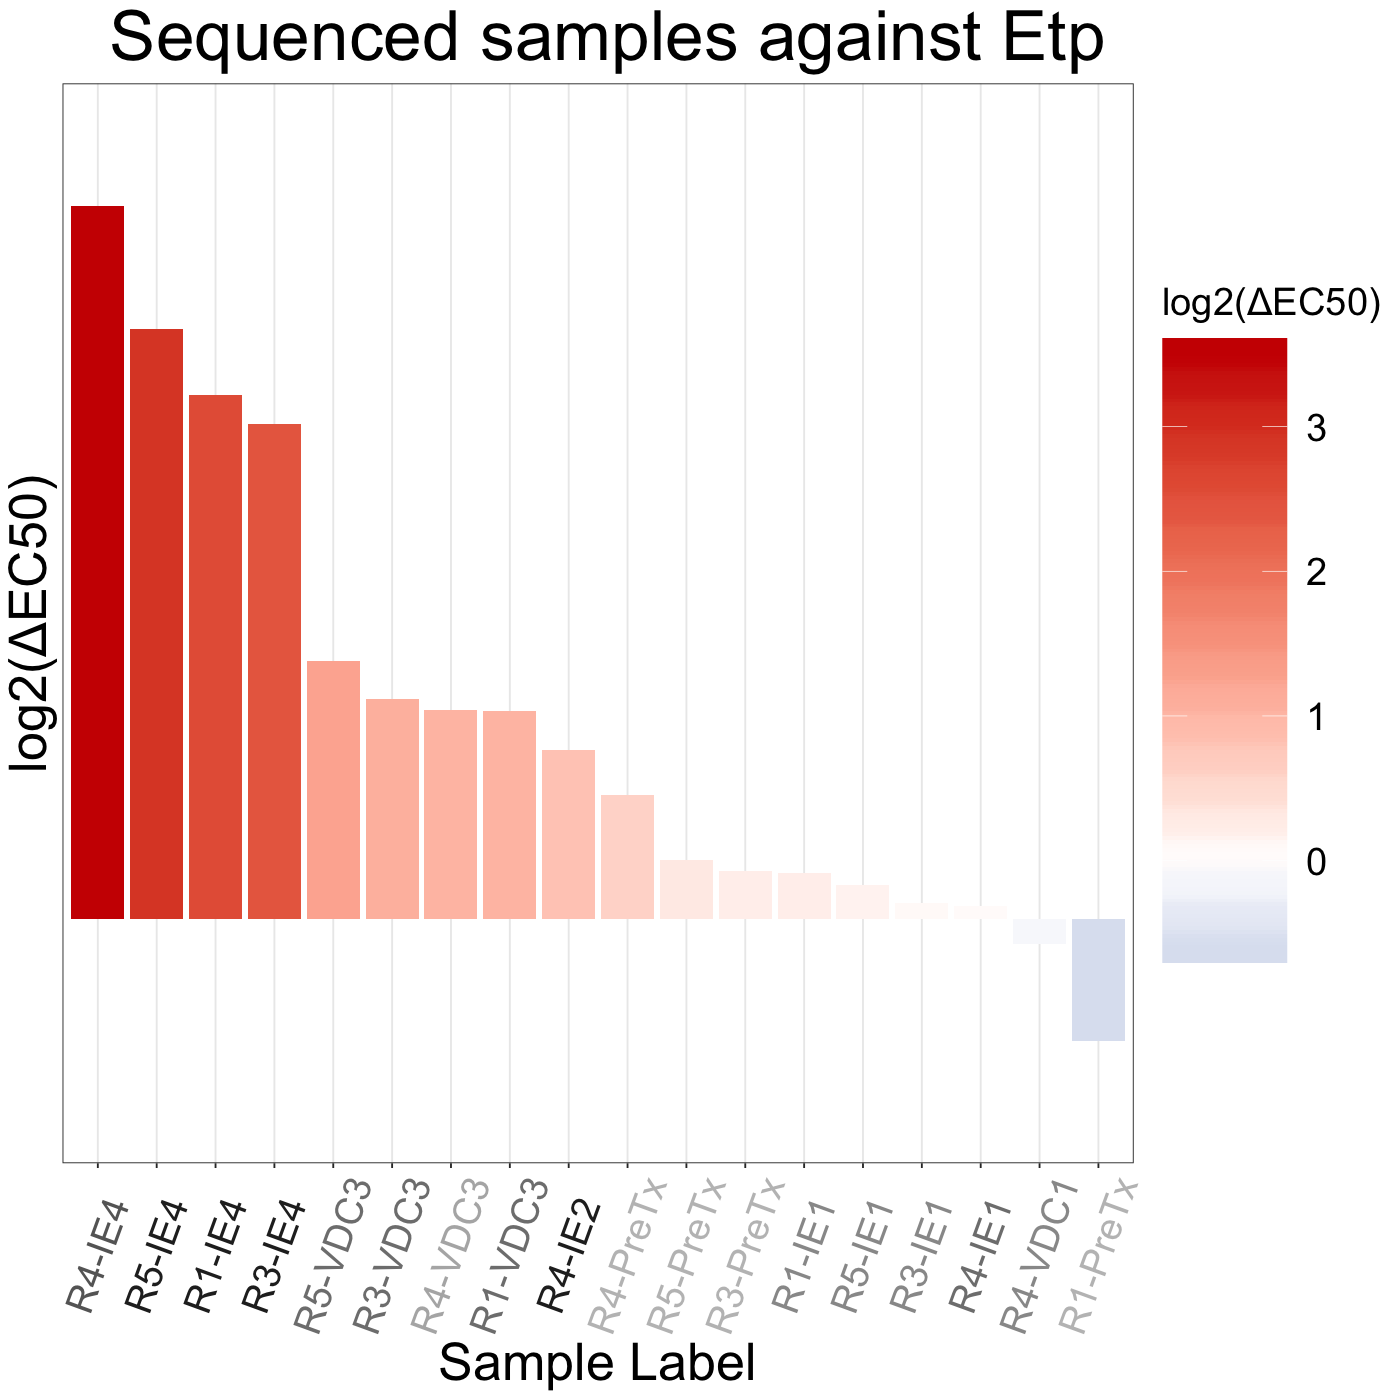 Sequenced samples against Etp
log2(ΔEC50)
log2(ΔEC50)
3
2
1
0
R4-IE4
R5-IE4
R1-IE4
R3-IE4
R5-VDC3
R3-VDC3
R4-VDC3
R1-VDC3
R4-IE2
R4-PreTx
R5-PreTx
R3-PreTx
R1-IE1
R5-IE1
R3-IE1
R4-IE1
R4-VDC1
R1-PreTx
Sample Label